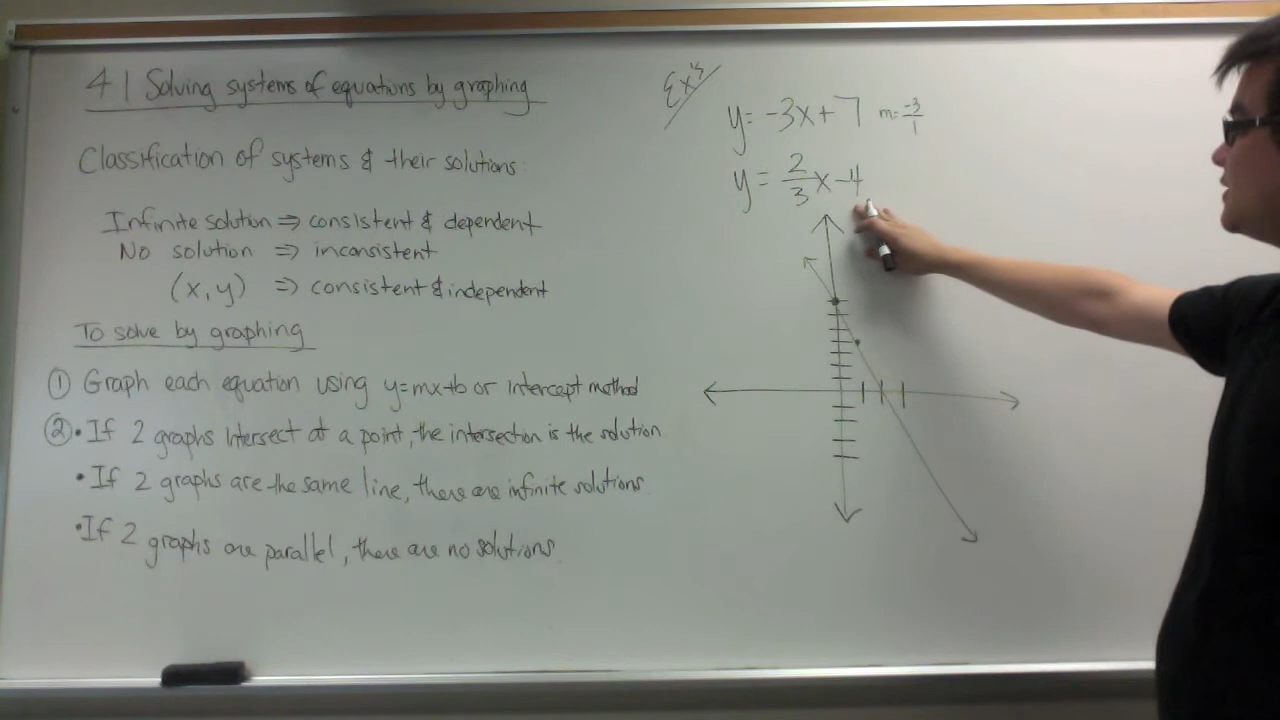 4.1 Solving systems of equations by graphing
Classification of systems & their solutions:
Infinite solution ⇒ consistent & dependent
No solution ⇒ inconsistent
(x,y) ⇒ consistent & independent
To solve by graphing
① Graph each equation using y=mx+b or intercept method
② • If 2 graphs intersect at a point, the intersection is the solution
• If 2 graphs are the same line, there are infinite solutions.
• If 2 graphs are parallel, there are no solutions.
Ex's
y = -3x + 7 m = -3/1
y = 2/3 x - 4